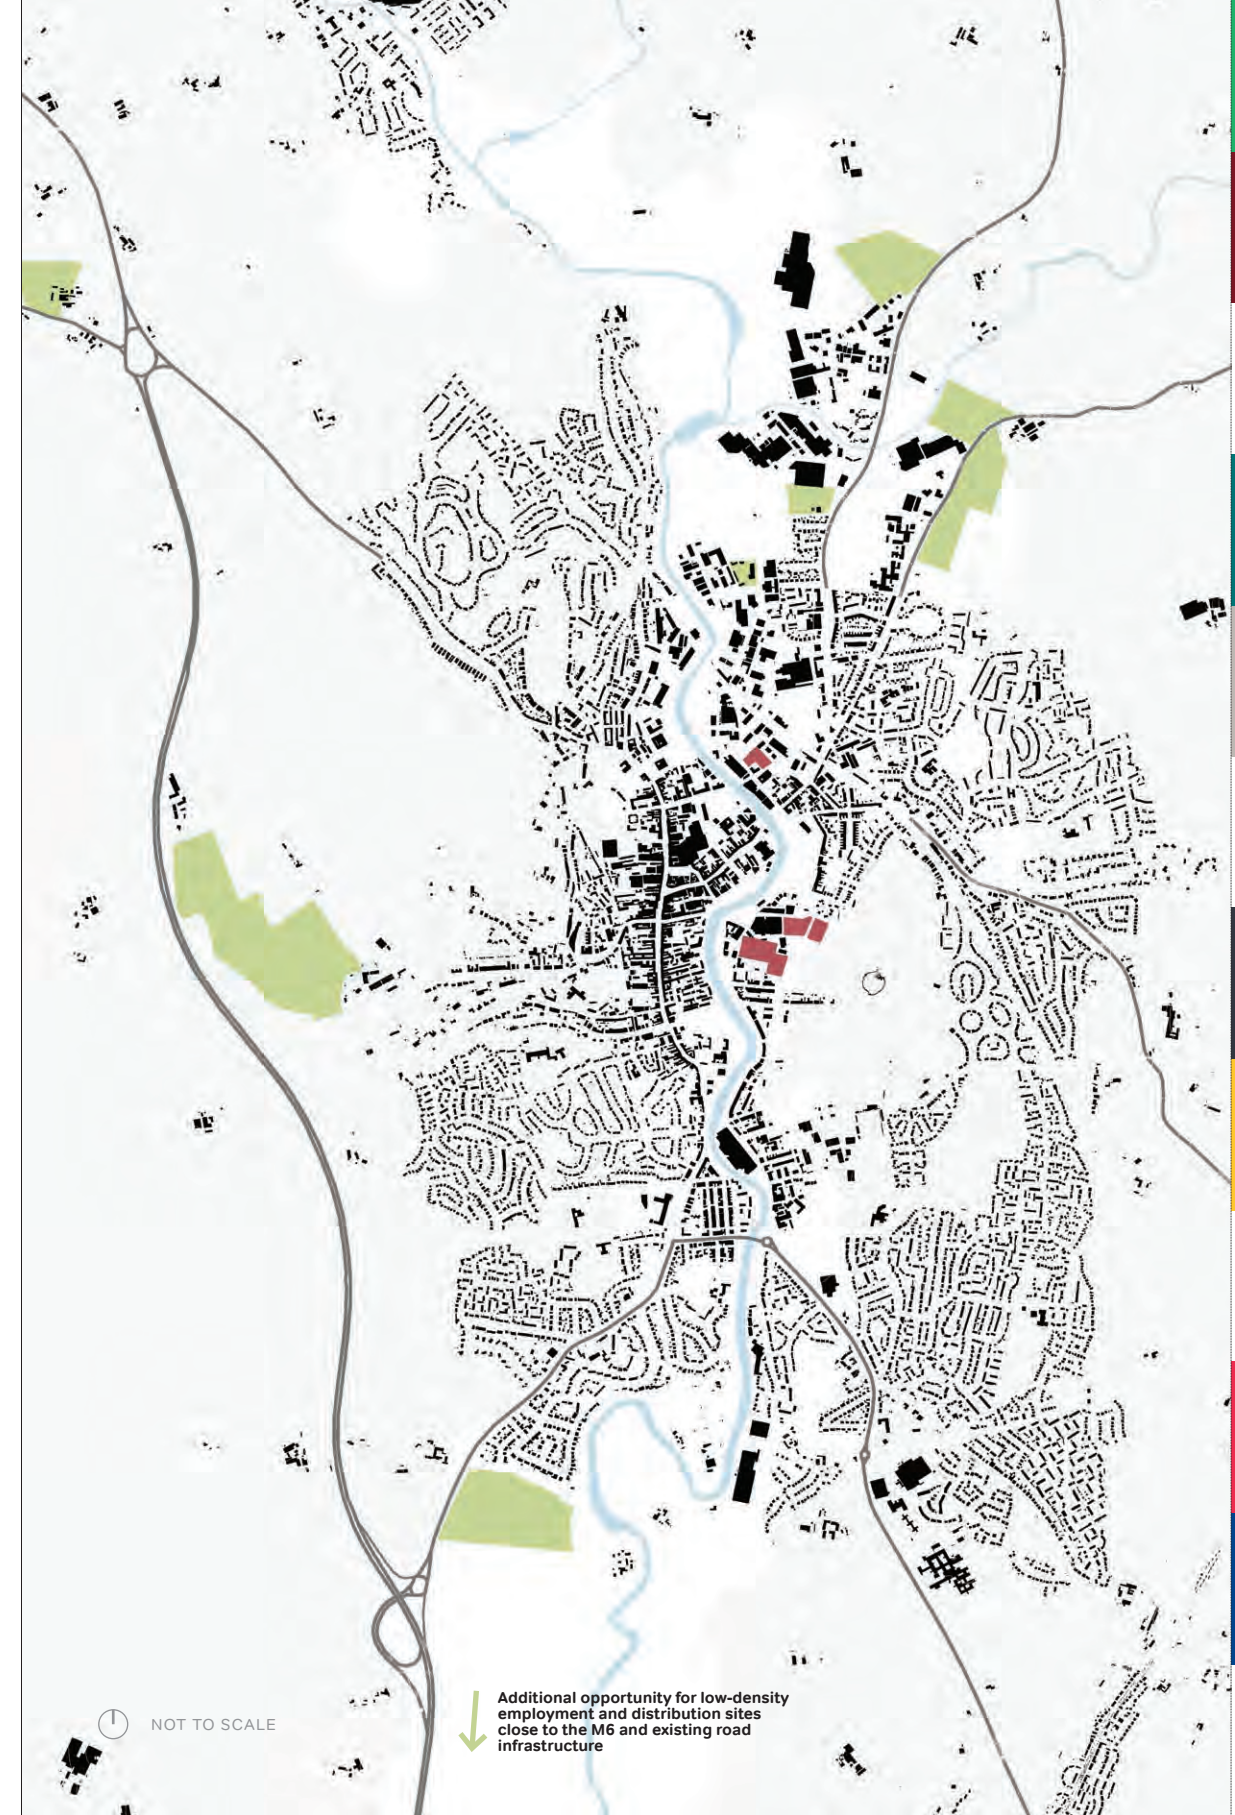 NOT TO SCALE
Additional opportunity for low-density
employment and distribution sites
close to the M6 and existing road
infrastructure